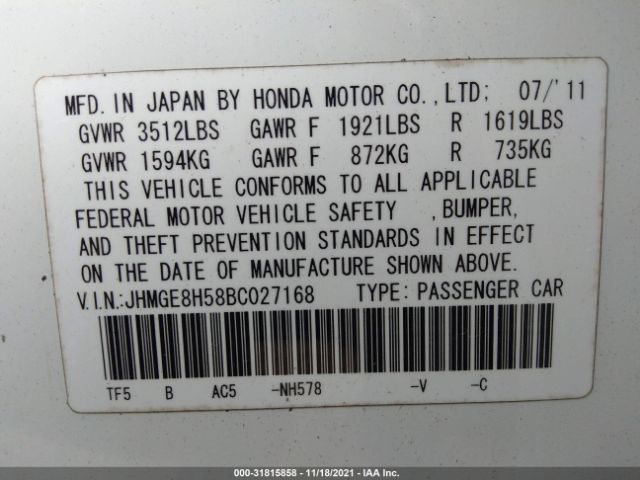 MFD. IN JAPAN BY HONDA MOTOR CO., LTD; 07/'11
GVWR 3512LBS GAWR F 1921LBS R 1619LBS
GVWR 1594KG GAWR F 872KG R 735KG
THIS VEHICLE CONFORMS TO ALL APPLICABLE
FEDERAL MOTOR VEHICLE SAFETY , BUMPER,
AND THEFT PREVENTION STANDARDS IN EFFECT
ON THE DATE OF MANUFACTURE SHOWN ABOVE.
V.I.N.:JHMGE8H58BC027168 TYPE: PASSENGER CAR
TF5 B AC5 -NH578 -V -C
000-31815858 - 11/18/2021 - IAA Inc.